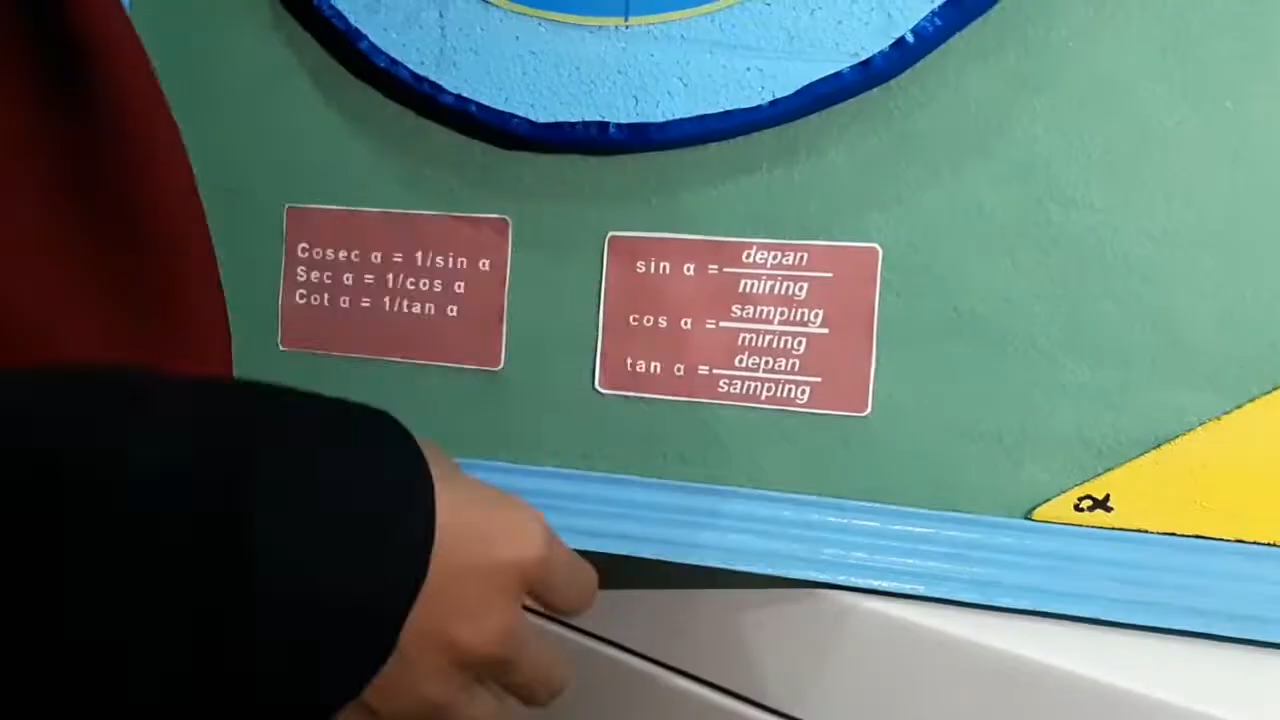 Cosec α = 1/sin α
Sec α = 1/cos α
Cot α = 1/tan α
sin α = depan/miring
cos α = samping/miring
tan α = depan/samping
α